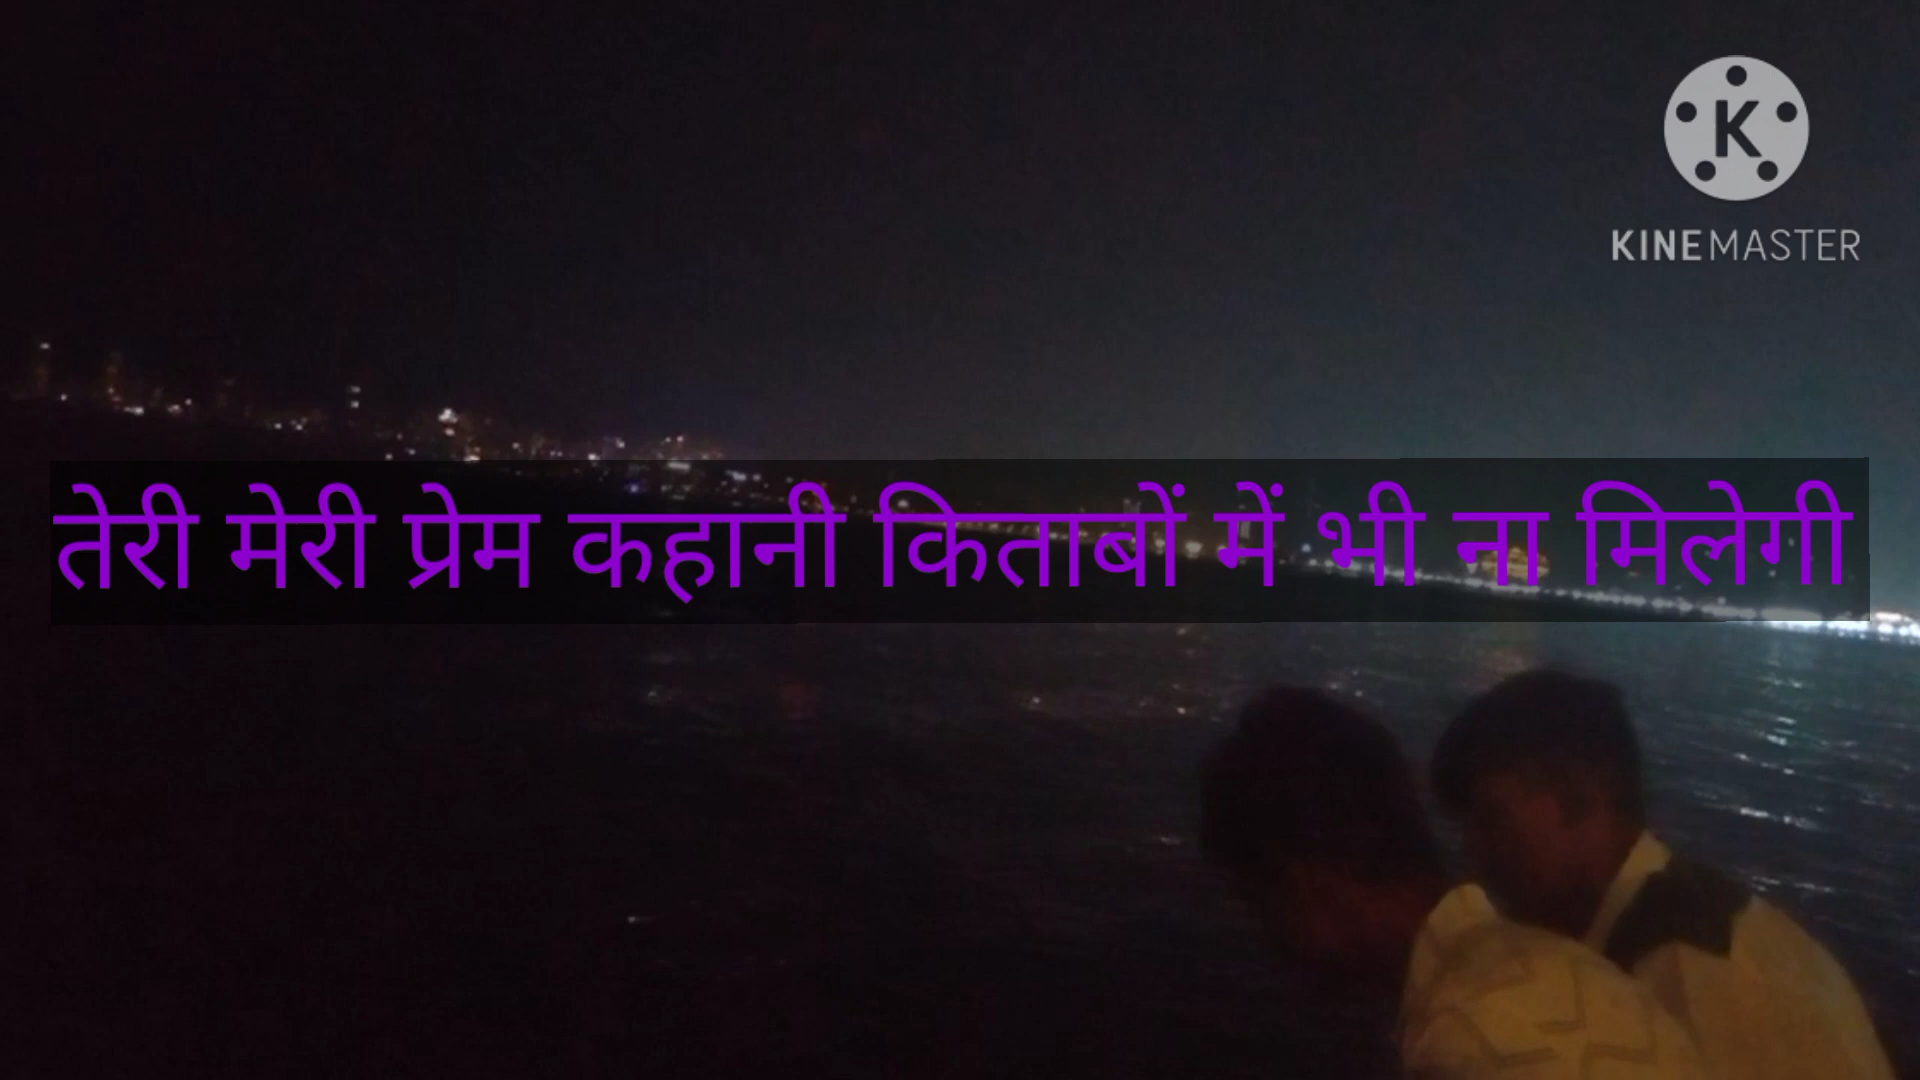 K
KINEMASTER
तेरी मेरी प्रेम कहानी किताबों में भी ना मिलेगी